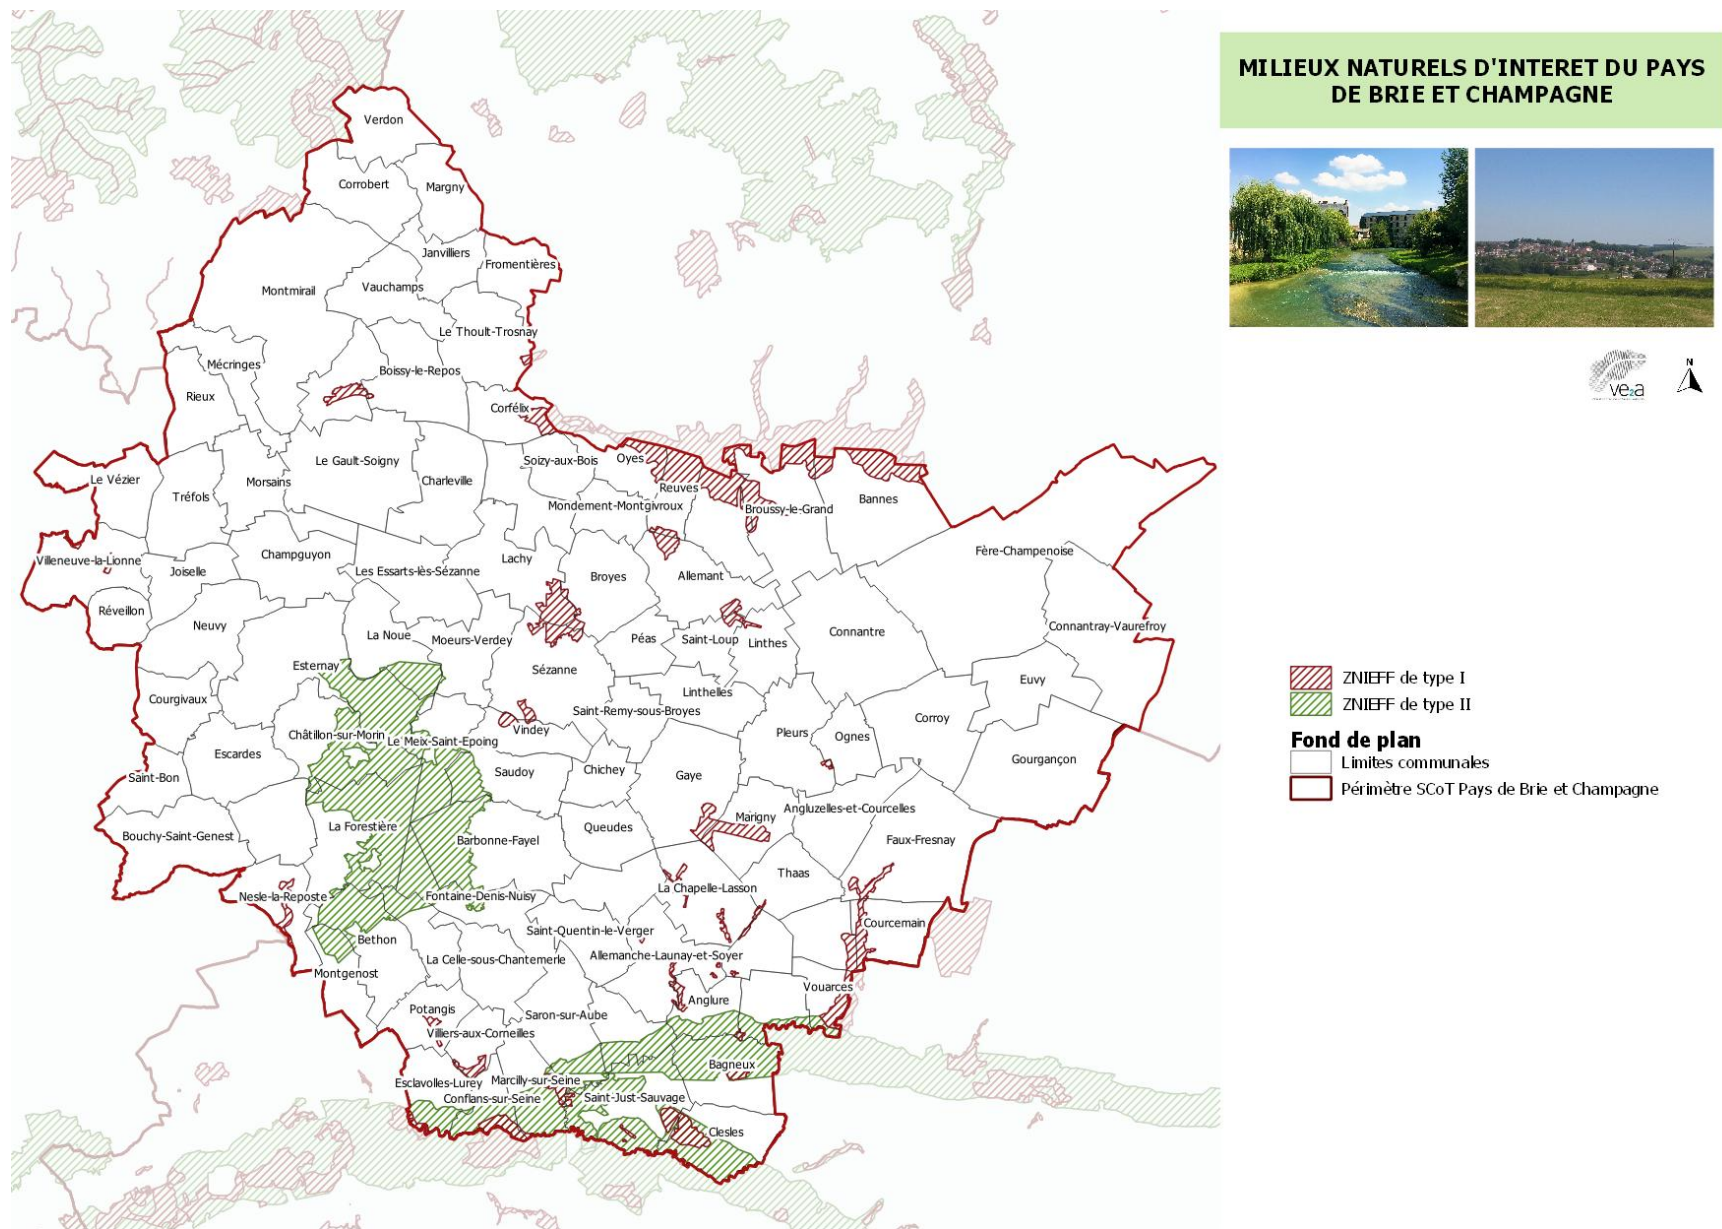 MILIEUX NATURELS D'INTERET DU PAYS
DE BRIE ET CHAMPAGNE
ve2a
N
ZNIEFF de type I
ZNIEFF de type II
Fond de plan
Limites communales
Périmètre SCoT Pays de Brie et Champagne
Verdon
Corrobert
Margny
Janvilliers
Fromentières
Montmirail
Vauchamps
Le Thoult-Trosnay
Mécringes
Boissy-le-Repos
Rieux
Corfélix
Le Gault-Soigny
Soizy-aux-Bois
Oyes
Le Vézier
Morsains
Charleville
Reuves
Tréfols
Bannes
Mondement-Montgivroux
Broussy-le-Grand
Fère-Champenoise
Villeneuve-la-Lionne
Champguyon
Lachy
Joiselle
Les Essarts-lès-Sézanne
Broyes
Allemant
Réveillon
Neuvy
La Noue
Moeurs-Verdey
Péas
Saint-Loup
Linthes
Connantre
Connantray-Vaurefroy
Esternay
Sézanne
Euvy
Courgivaux
Linthelles
Saint-Remy-sous-Broyes
Corroy
Châtillon-sur-Morin
Le Meix-Saint-Epoing
Vindey
Pleurs
Ognes
Escardes
Gourgançon
Saint-Bon
Saudoy
Chichey
Gaye
Bouchy-Saint-Genest
La Forestière
Barbonne-Fayel
Queudes
Marigny
Angluzelles-et-Courcelles
Faux-Fresnay
Thaas
Nesle-la-Reposte
Fontaine-Denis-Nuisy
La Chapelle-Lasson
Courcemain
Bethon
Saint-Quentin-le-Verger
La Celle-sous-Chantemerle
Allemanche-Launay-et-Soyer
Montgenost
Vouarces
Potangis
Saron-sur-Aube
Anglure
Villiers-aux-Corneilles
Bagneux
Esclavolles-Lurey
Marcilly-sur-Seine
Conflans-sur-Seine
Saint-Just-Sauvage
Clesles